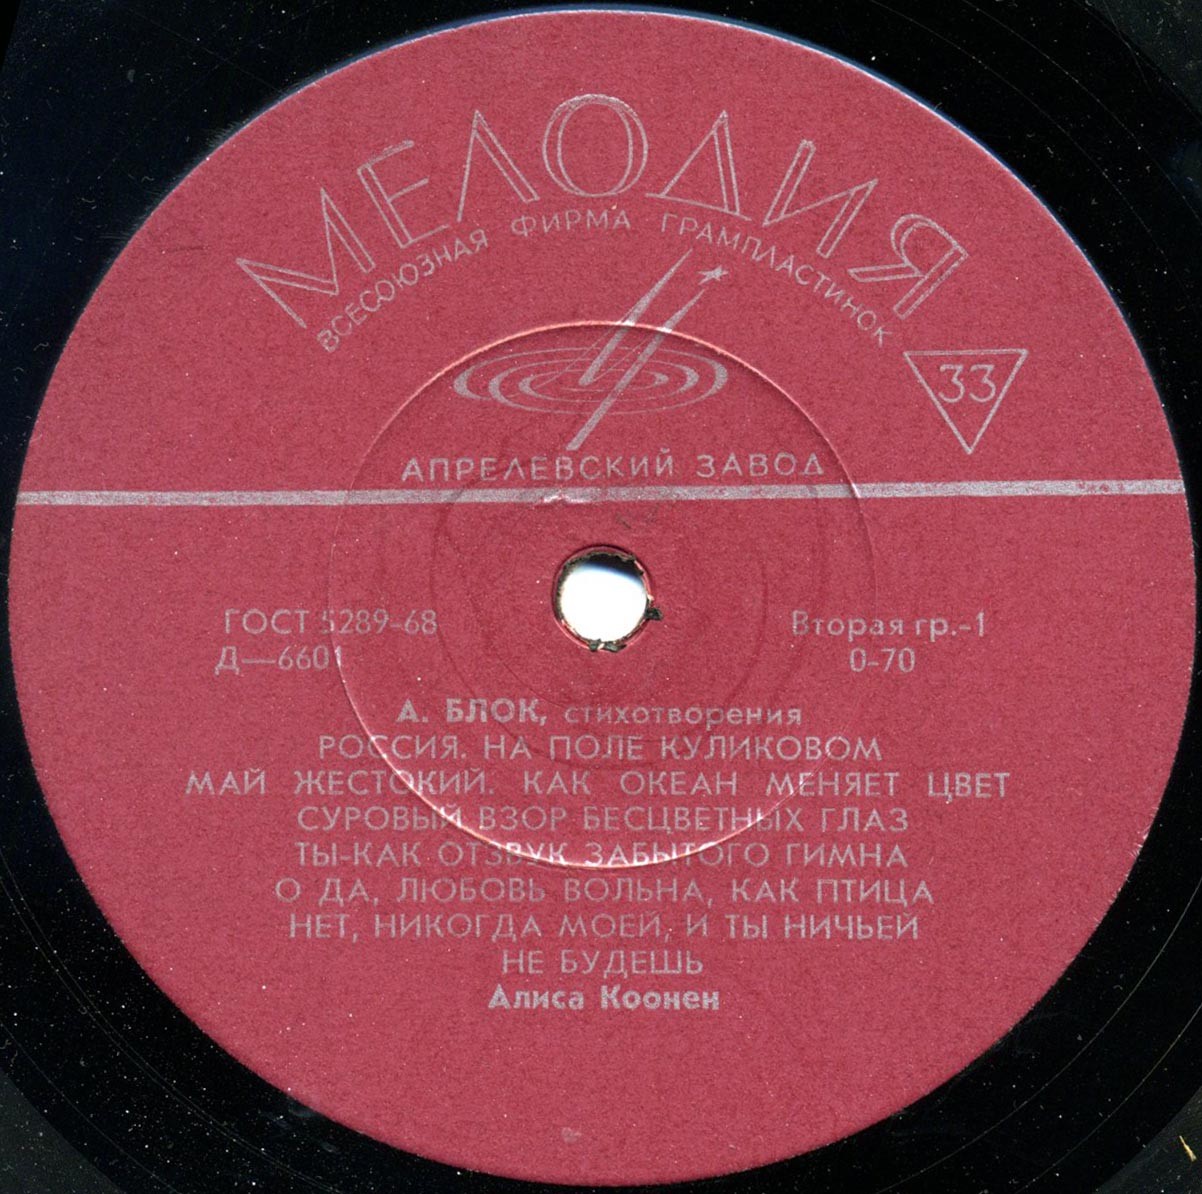 МЕЛОДИЯ
ВСЕСОЮЗНАЯ ФИРМА ГРАМПЛАСТИНОК
33
АПРЕЛЕВСКИЙ ЗАВОД
ГОСТ 5289-68
Вторая гр.-1
Д—6601
0-70
А. БЛОК, стихотворения
РОССИЯ. НА ПОЛЕ КУЛИКОВОМ
МАЙ ЖЕСТОКИЙ. КАК ОКЕАН МЕНЯЕТ ЦВЕТ
СУРОВЫЙ ВЗОР БЕСЦВЕТНЫХ ГЛАЗ
ТЫ-КАК ОТЗВУК ЗАБЫТОГО ГИМНА
О ДА, ЛЮБОВЬ ВОЛЬНА, КАК ПТИЦА
НЕТ, НИКОГДА МОЕЙ, И ТЫ НИЧЬЕЙ
НЕ БУДЕШЬ
Алиса Коонен